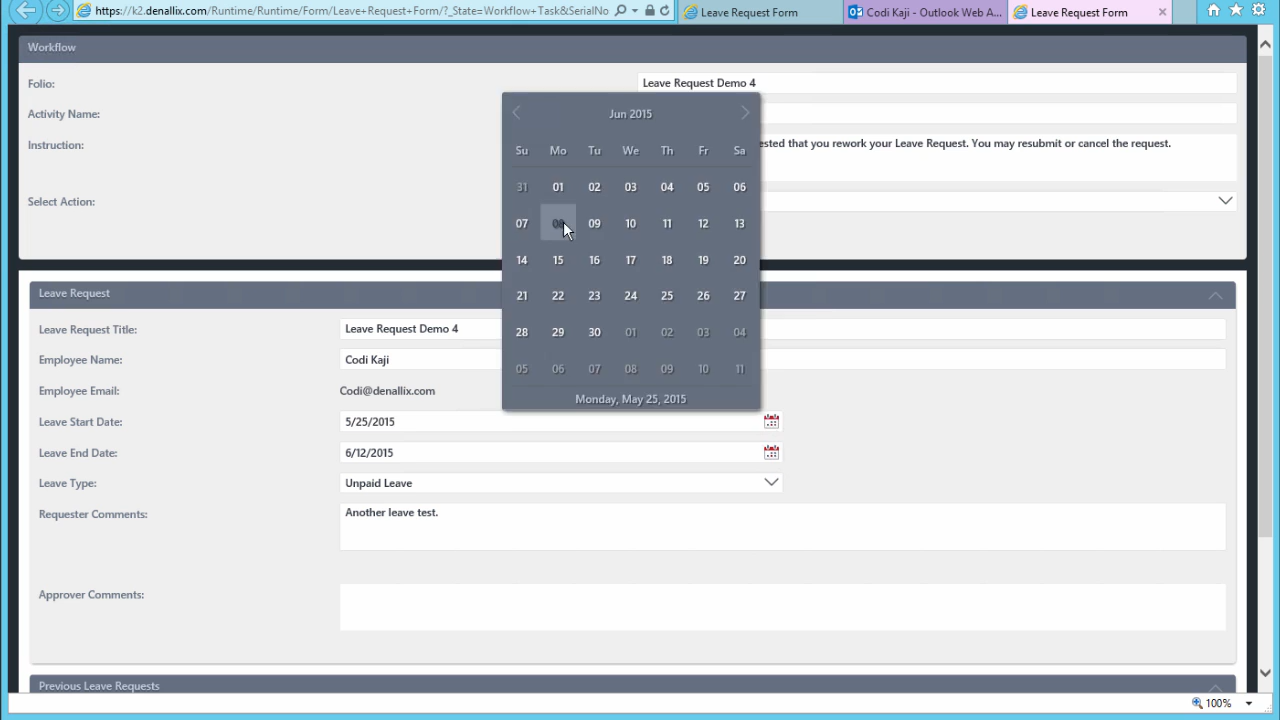 https://k2.denallix.com/Runtime/Runtime/Form/Leave+Request+Form/?_State=Workflow+Task&SerialNo
Leave Request Form
Codi Kaji - Outlook Web A...
Leave Request Form
Workflow
Folio:
Leave Request Demo 4
Activity Name:
Instruction:
ested that you rework your Leave Request. You may resubmit or cancel the request.
Select Action:
Jun 2015
Su Mo Tu We Th Fr Sa
31 01 02 03 04 05 06
07 08 09 10 11 12 13
14 15 16 17 18 19 20
21 22 23 24 25 26 27
28 29 30 01 02 03 04
05 06 07 08 09 10 11
Monday, May 25, 2015
Leave Request
Leave Request Title:
Leave Request Demo 4
Employee Name:
Codi Kaji
Employee Email:
Codi@denallix.com
Leave Start Date:
5/25/2015
Leave End Date:
6/12/2015
Leave Type:
Unpaid Leave
Requester Comments:
Another leave test.
Approver Comments:
Previous Leave Requests
100%